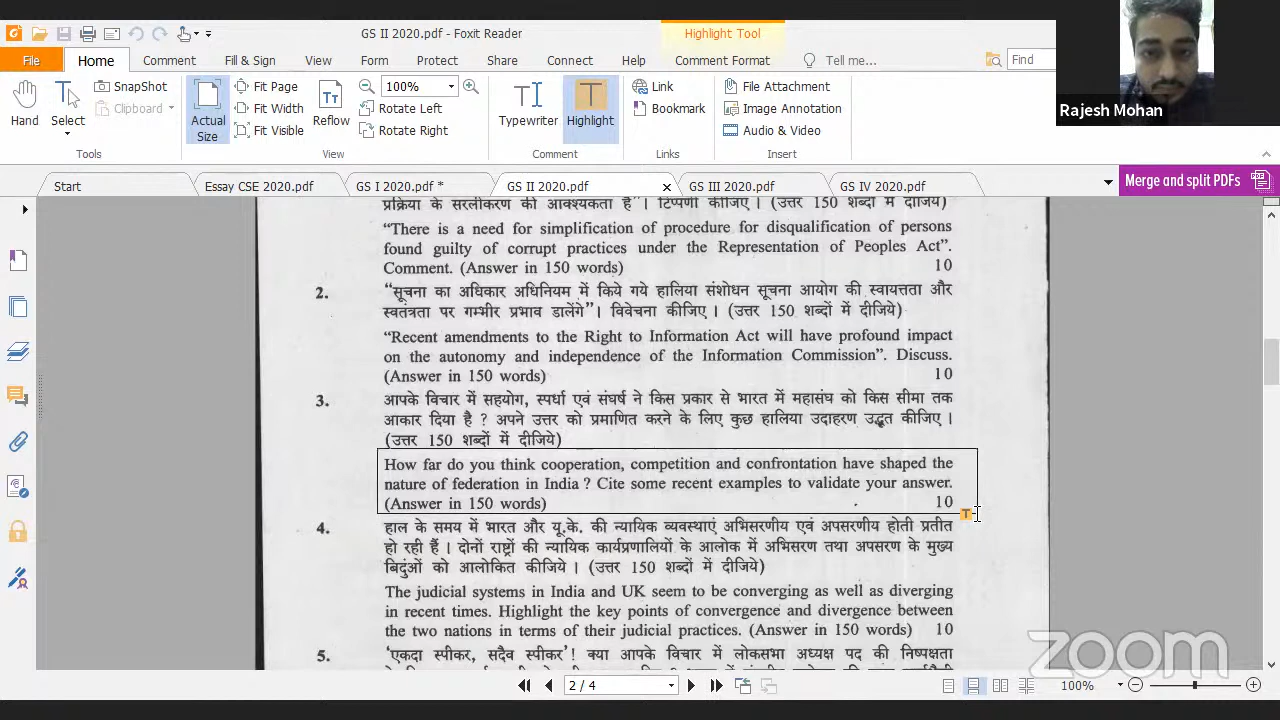 GS II 2020.pdf - Foxit Reader
Highlight Tool
File Home Comment Fill & Sign View Form Protect Share Connect Help Comment Format Tell me... Find
Hand
Select
SnapShot
Clipboard
Tools
Actual Size
Fit Page
Fit Width
Fit Visible
Reflow
100%
Rotate Left
Rotate Right
View
Typewriter
Highlight
Comment
Link
Bookmark
Links
File Attachment
Image Annotation
Audio & Video
Insert
Rajesh Mohan
Start Essay CSE 2020.pdf GS I 2020.pdf * GS II 2020.pdf GS III 2020.pdf GS IV 2020.pdf Merge and split PDFs
प्रक्रिया के सरलीकरण की आवश्यकता है”। टिप्पणी कीजिए। (उत्तर 150 शब्दों में दीजिये)
“There is a need for simplification of procedure for disqualification of persons
found guilty of corrupt practices under the Representation of Peoples Act”.
Comment. (Answer in 150 words) 10
2. “सूचना का अधिकार अधिनियम में किये गये हालिया संशोधन सूचना आयोग की स्वायत्तता और
स्वतंत्रता पर गम्भीर प्रभाव डालेंगे”। विवेचना कीजिए। (उत्तर 150 शब्दों में दीजिये)
“Recent amendments to the Right to Information Act will have profound impact
on the autonomy and independence of the Information Commission”. Discuss.
(Answer in 150 words) 10
3. आपके विचार में सहयोग, स्पर्धा एवं संघर्ष ने किस प्रकार से भारत में महासंघ को किस सीमा तक
आकार दिया है ? अपने उत्तर को प्रमाणित करने के लिए कुछ हालिया उदाहरण उद्धृत कीजिए।
(उत्तर 150 शब्दों में दीजिये)
How far do you think cooperation, competition and confrontation have shaped the
nature of federation in India ? Cite some recent examples to validate your answer.
(Answer in 150 words) 10
4. हाल के समय में भारत और यू.के. की न्यायिक व्यवस्थाएं अभिसरणीय एवं अपसरणीय होती प्रतीत
हो रही हैं। दोनों राष्ट्रों की न्यायिक कार्यप्रणालियों के आलोक में अभिसरण तथा अपसरण के मुख्य
बिदुंओं को आलोकित कीजिये। (उत्तर 150 शब्दों में दीजिये)
The judicial systems in India and UK seem to be converging as well as diverging
in recent times. Highlight the key points of convergence and divergence between
the two nations in terms of their judicial practices. (Answer in 150 words) 10
5. ‘एकदा स्पीकर, सदैव स्पीकर’! क्या आपके विचार में लोकसभा अध्यक्ष पद की निष्पक्षता
zoom
2 / 4
100%